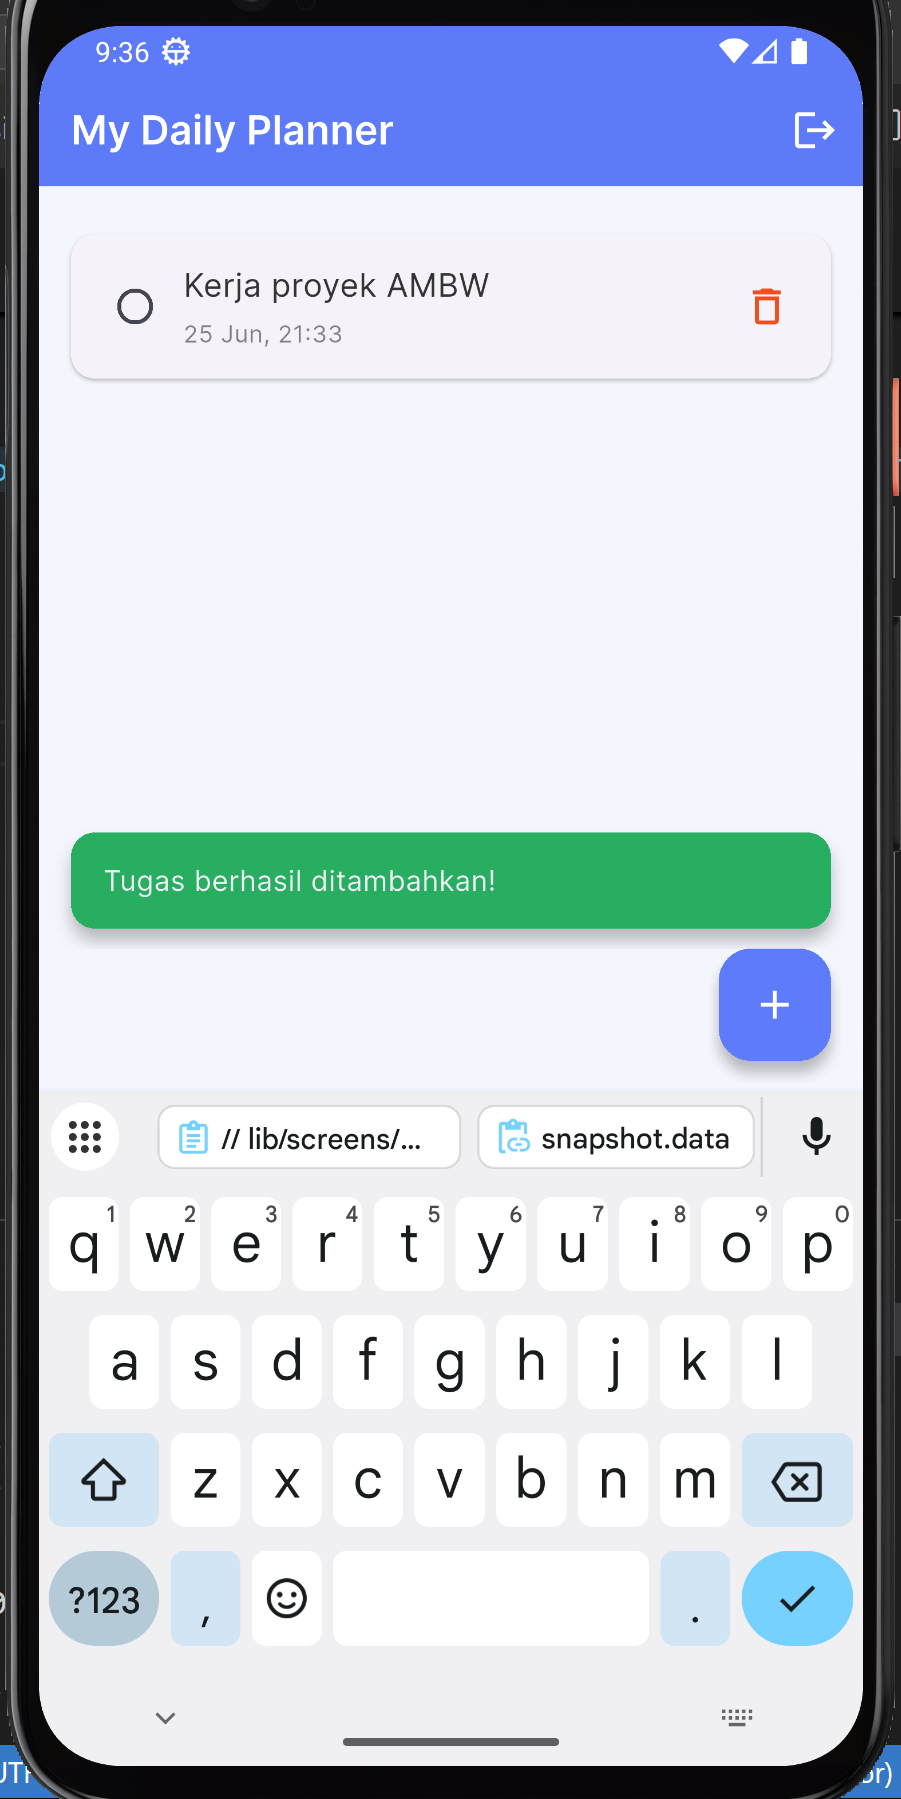 9:36
My Daily Planner
Kerja proyek AMBW
25 Jun, 21:33
Tugas berhasil ditambahkan!
+
// lib/screens/...
snapshot.data
1 2 3 4 5 6 7 8 9 0
q w e r t y u i o p
a s d f g h j k l
z x c v b n m
?123 , .